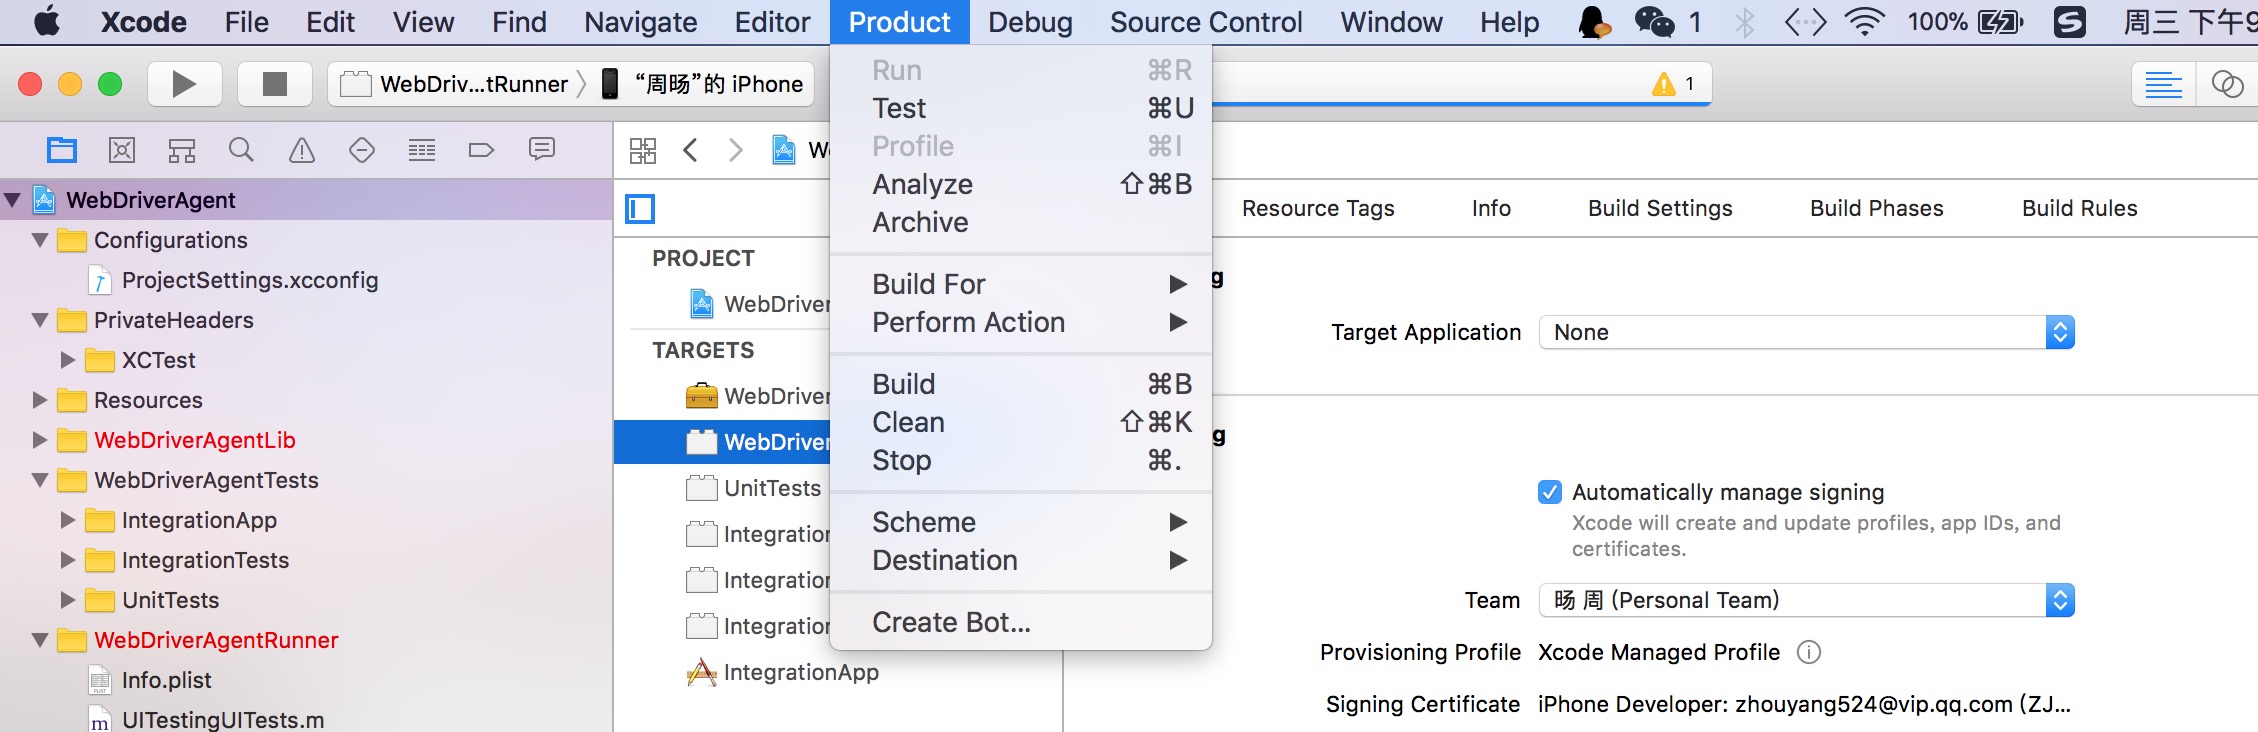 Xcode File Edit View Find Navigate Editor Product Debug Source Control Window Help 1 100% 周三 下午9
WebDriv...tRunner “周旸”的 iPhone 1
WebDriverAgent
Configurations
ProjectSettings.xcconfig
PrivateHeaders
XCTest
Resources
WebDriverAgentLib
WebDriverAgentTests
IntegrationApp
IntegrationTests
UnitTests
WebDriverAgentRunner
Info.plist
UITestingUITests.m
PROJECT
WebDriver
TARGETS
WebDriver
WebDriver
UnitTests
Integration
Integration
Integration
IntegrationApp
Run ⌘R
Test ⌘U
Profile ⌘I
Analyze ⇧⌘B
Archive
Build For
Perform Action
Build ⌘B
Clean ⇧⌘K
Stop ⌘.
Scheme
Destination
Create Bot...
Resource Tags Info Build Settings Build Phases Build Rules
g
Target Application None
g
Automatically manage signing
Xcode will create and update profiles, app IDs, and
certificates.
Team 旸 周 (Personal Team)
Provisioning Profile Xcode Managed Profile
Signing Certificate iPhone Developer: zhouyang524@vip.qq.com (ZJ...